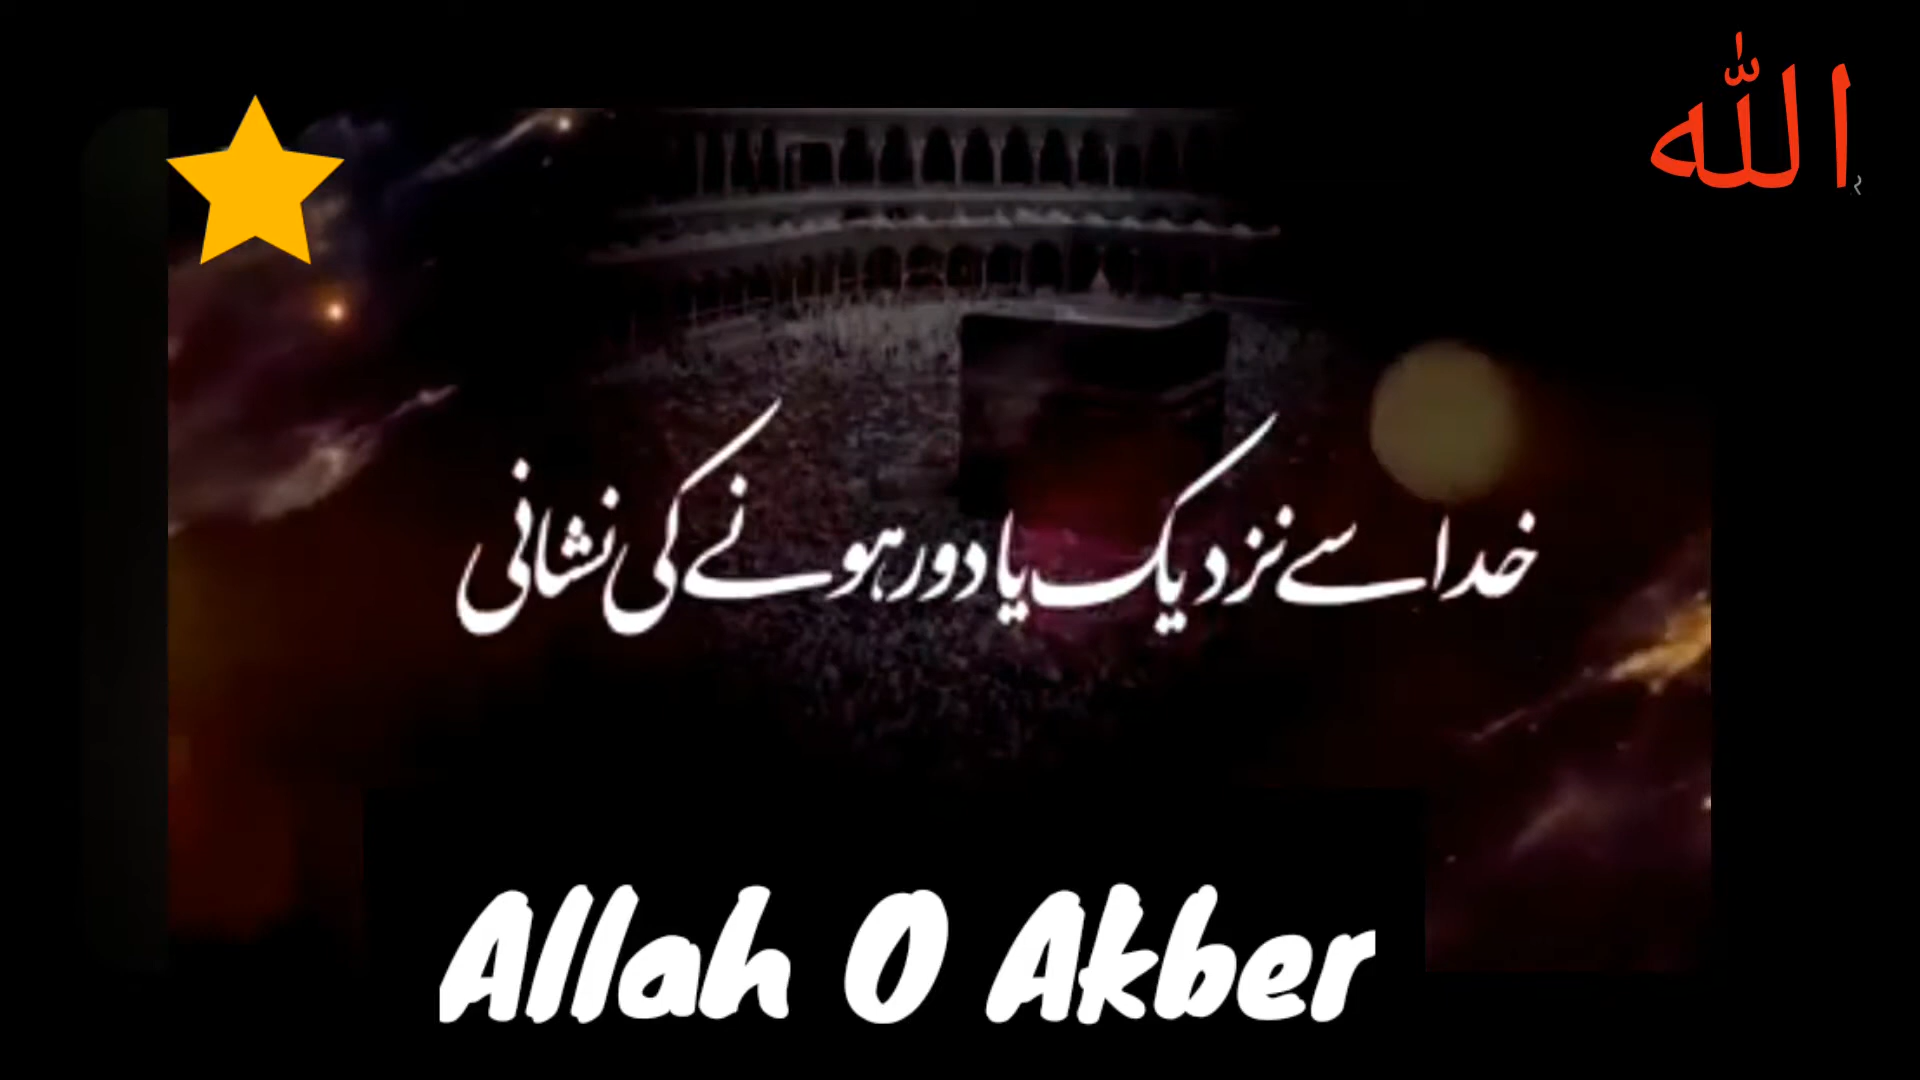 الله
خدا سے نزدیک یا دور ہونے کی نشانی
Allah O Akber